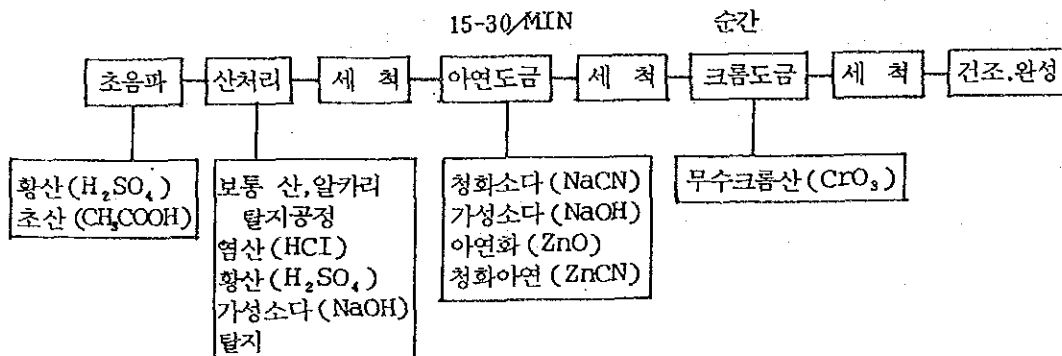 15-30/MIN 순간
초음파 산처리 세 척 아연도금 세 척 크롬도금 세 척 건조.완성
황산(H₂SO₄)
초산(CH₃COOH)
보통 산,알카리
탈지공정
염산(HCI)
황산(H₂SO₄)
가성소다(NaOH)
탈지
청화소다(NaCN)
가성소다(NaOH)
아연화(ZnO)
청화아연(ZnCN)
무수크롬산(CrO₃)